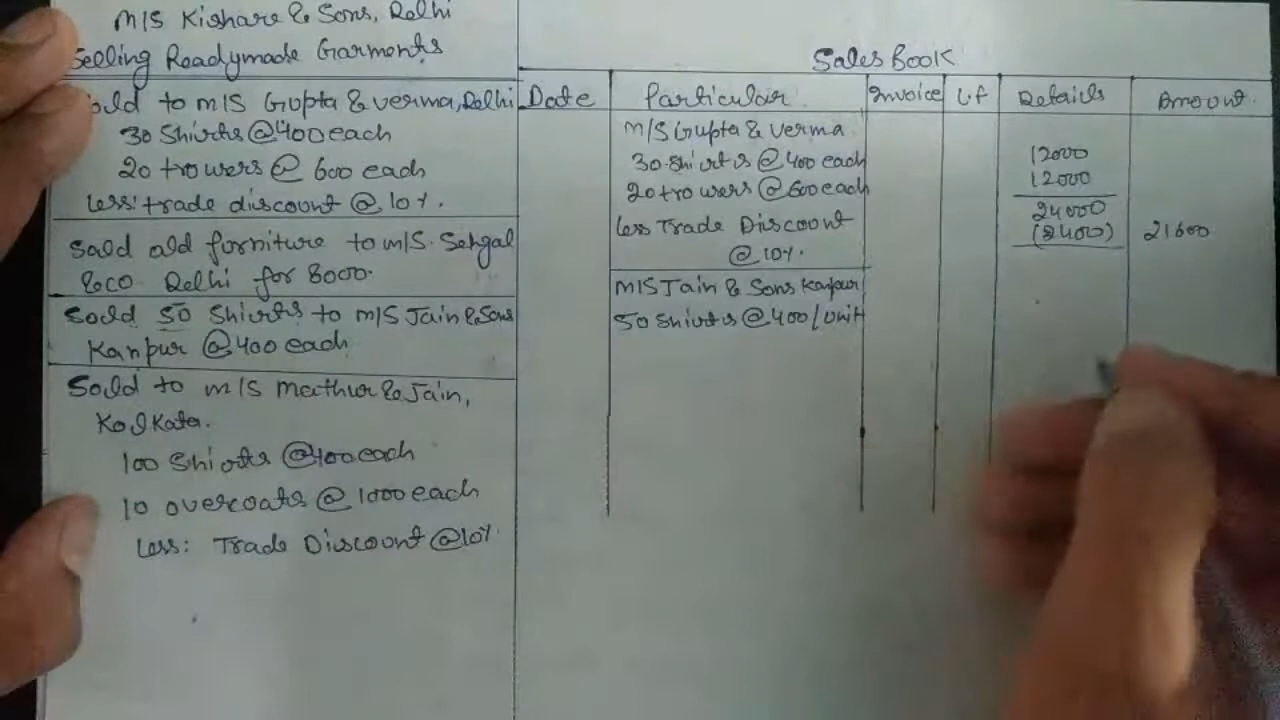 M/S Kishore & Sons, Delhi
Selling Readymade Garments
Sold to M/S Gupta & Verma, Delhi
30 Shirts @ 400 each
20 trowers @ 600 each
Less: trade discount @ 10%.
Sold old furniture to M/S. Sehgal
& Co Delhi for 8000.
Sold 50 Shirts to M/S Jain & Sons
Kanpur @ 400 each
Sold to M/S Mathur & Jain,
Kolkata.
100 Shirts @ 400 each
10 overcoats @ 1000 each
Less: Trade Discount @ 10%.
Sales Book
Date Particular Invoice Lf Details Amount
M/S Gupta & Verma
30 Shirts @ 400 each 12000
20 trowers @ 600 each 12000
24000
Less Trade Discount (2400) 21600
@ 10%.
M/S Jain & Sons Kanpur
50 Shirts @ 400/Unit